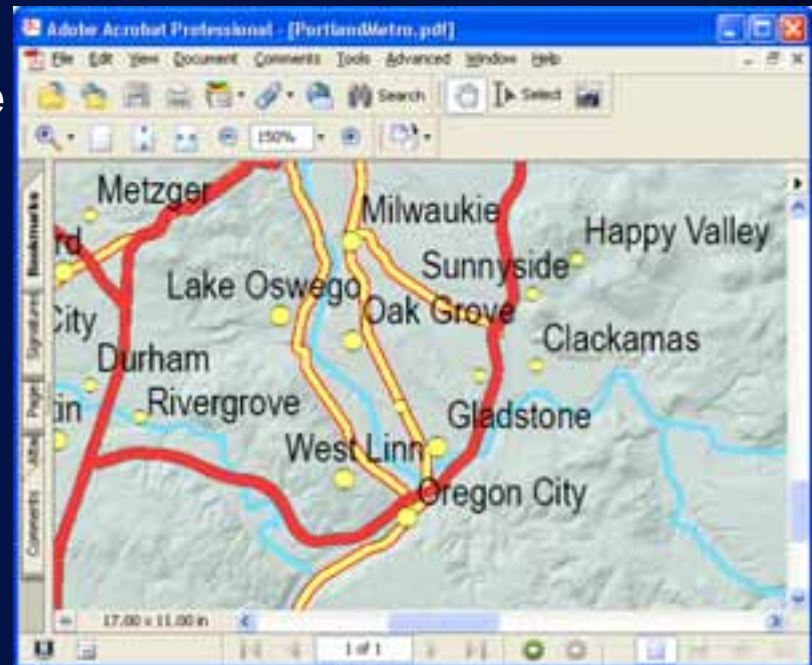 e
Adobe Acrobat Professional - [PortlandMetro.pdf]
File Edit View Document Comments Tools Advanced Window Help
Search Select
150%
Bookmarks
Signatures
Pages
Comments
Metzger
Milwaukie
Happy Valley
rd
Sunnyside
Lake Oswego
Oak Grove
City
Clackamas
Durham
tin
Rivergrove
Gladstone
West Linn
Oregon City
17.00 x 11.00 in
1 of 1